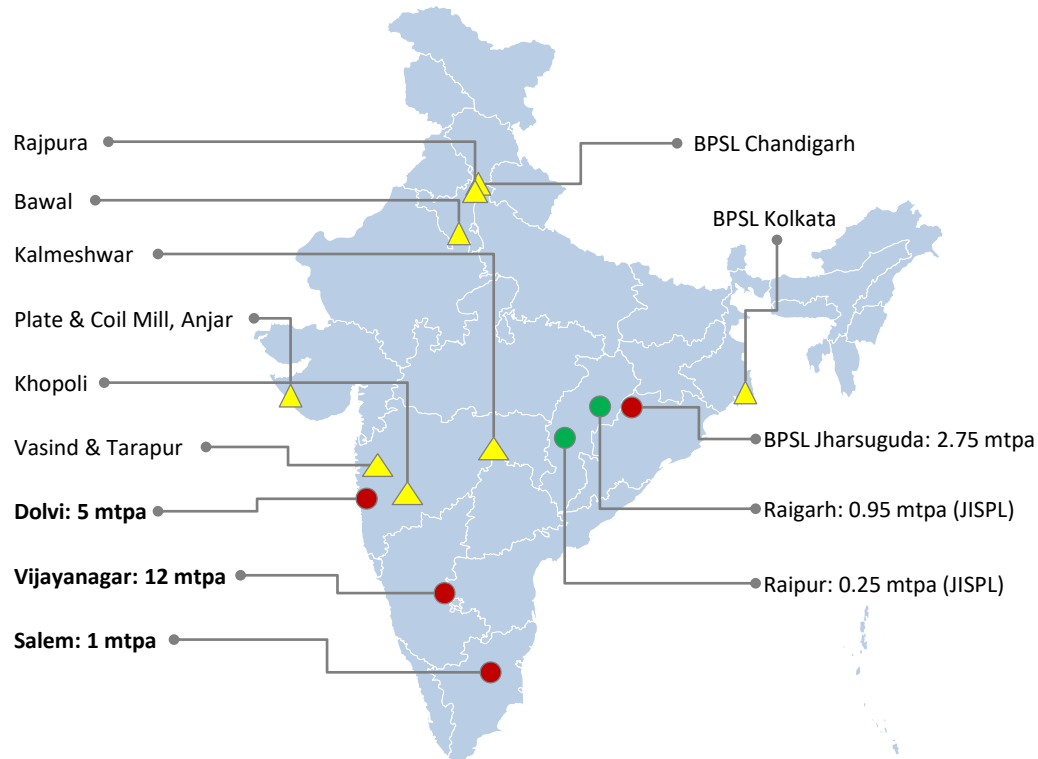 Rajpura
Bawal
Kalmeshwar
Plate & Coil Mill, Anjar
Khopoli
Vasind & Tarapur
Dolvi: 5 mtpa
Vijayanagar: 12 mtpa
Salem: 1 mtpa
BPSL Chandigarh
BPSL Kolkata
BPSL Jharsuguda: 2.75 mtpa
Raigarh: 0.95 mtpa (JISPL)
Raipur: 0.25 mtpa (JISPL)